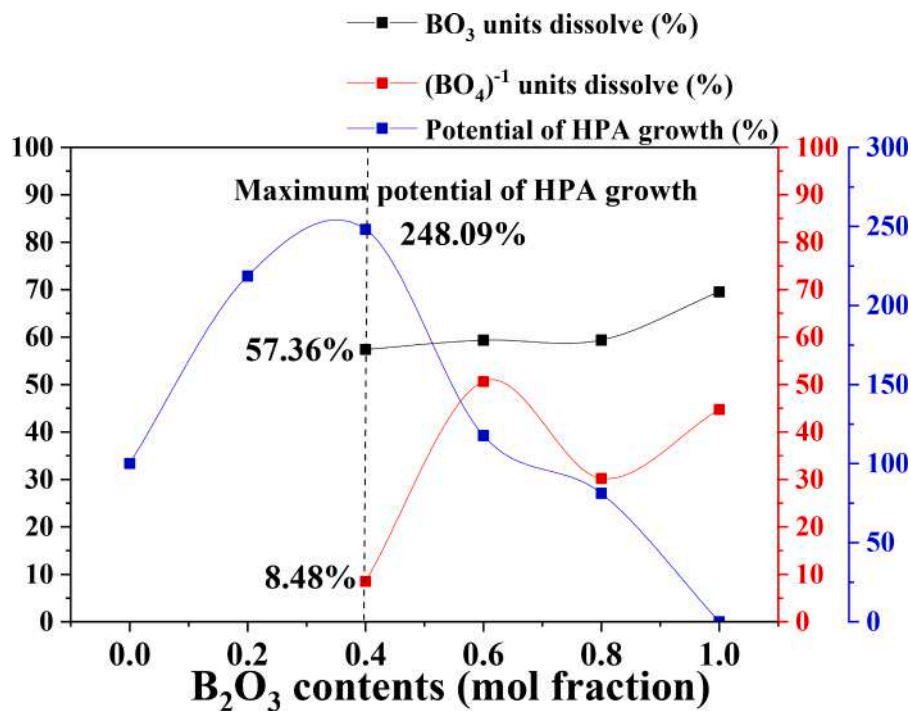 BO₃ units dissolve (%)
(BO₄)⁻¹ units dissolve (%)
Potential of HPA growth (%)
100 100 300
90 90
Maximum potential of HPA growth
80 80 250
248.09%
70 70
200
60 60
57.36%
50 50 150
40 40
100
30 30
20 20
50
10 10
8.48%
0 0 0
0.0 0.2 0.4 0.6 0.8 1.0
B₂O₃ contents (mol fraction)